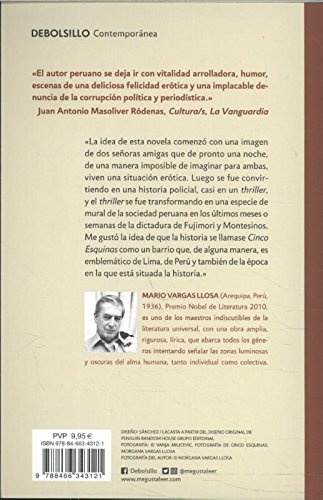 DEBOLS!LLO Contemporánea
«El autor peruano se deja ir con vitalidad arrolladora, humor,
escenas de una deliciosa felicidad erótica y una implacable de-
nuncia de la corrupción política y periodística.»
Juan Antonio Masoliver Ródenas, Cultura/s, La Vanguardia
«La idea de esta novela comenzó con una imagen
de dos señoras amigas que de pronto una noche,
de una manera imposible de imaginar para ambas,
viven una situación erótica. Luego se fue convir-
tiendo en una historia policial, casi en un thriller,
y el thriller se fue transformando en una especie de
mural de la sociedad peruana en los últimos meses o
semanas de la dictadura de Fujimori y Montesinos.
Me gustó la idea de que la historia se llamase Cinco
Esquinas como un barrio que, de alguna manera, es
emblemático de Lima, de Perú y también de la época en
la que está situada la historia.»
MARIO VARGAS LLOSA (Arequipa, Perú,
1936), Premio Nobel de Literatura 2010,
es uno de los maestros indiscutibles de la
literatura universal, con una obra amplia,
rigurosa, lírica, que abarca todos los géne-
ros intentando señalar las zonas luminosas
y oscuras del alma humana, tanto individual como colectiva.
PVP 9,95 €
ISBN: 978-84-663-4312-1
9 788466 343121
DISEÑO: SÁNCHEZ / LACASTA A PARTIR DEL DISEÑO ORIGINAL DE
PENGUIN RANDOM HOUSE GRUPO EDITORIAL
FOTOGRAFÍA: © VANJA MILICEVIC. FOTOGRAFÍA DE CINCO ESQUINAS:
MORGANA VARGAS LLOSA
FOTOGRAFÍA DEL AUTOR: © MORGANA VARGAS LLOSA
Debolsillo @debolsillo
www.megustaleer.com